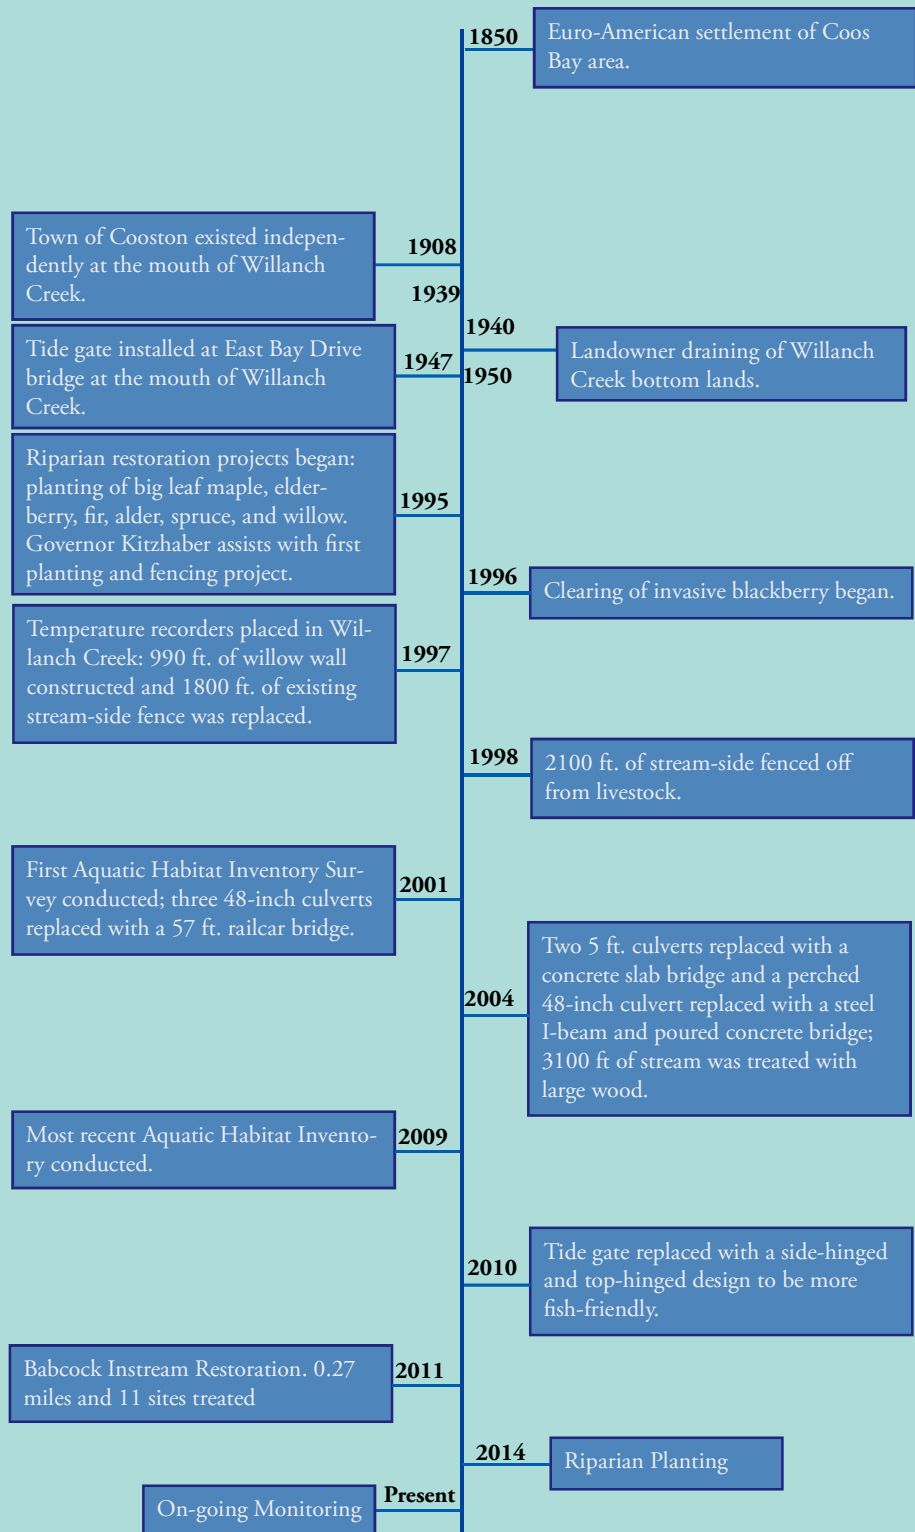 1850
Euro-American settlement of Coos
Bay area.
Town of Cooston existed indepen-
dently at the mouth of Willanch
Creek.
1908
1939
1940
Landowner draining of Willanch
Creek bottom lands.
Tide gate installed at East Bay Drive
bridge at the mouth of Willanch
Creek.
1947
1950
Riparian restoration projects began:
planting of big leaf maple, elder-
berry, fir, alder, spruce, and willow.
Governor Kitzhaber assists with first
planting and fencing project.
1995
1996
Clearing of invasive blackberry began.
Temperature recorders placed in Wil-
lanch Creek: 990 ft. of willow wall
constructed and 1800 ft. of existing
stream-side fence was replaced.
1997
1998
2100 ft. of stream-side fenced off
from livestock.
First Aquatic Habitat Inventory Sur-
vey conducted; three 48-inch culverts
replaced with a 57 ft. railcar bridge.
2001
2004
Two 5 ft. culverts replaced with a
concrete slab bridge and a perched
48-inch culvert replaced with a steel
I-beam and poured concrete bridge;
3100 ft of stream was treated with
large wood.
Most recent Aquatic Habitat Invento-
ry conducted.
2009
2010
Tide gate replaced with a side-hinged
and top-hinged design to be more
fish-friendly.
Babcock Instream Restoration. 0.27
miles and 11 sites treated
2011
2014
Riparian Planting
On-going Monitoring
Present